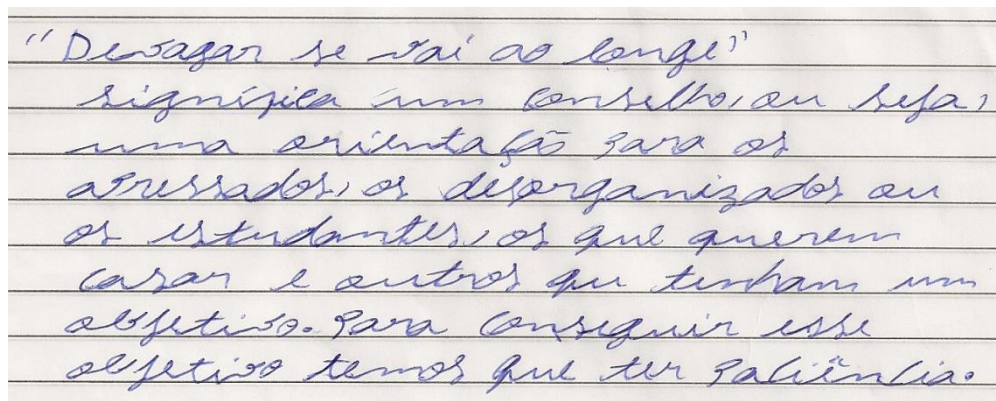 "Devagar se vai ao longe"
significa um conselho, ou seja,
uma orientação para os
apressados, os desorganizados ou
os estudantes, os que querem
casar e outros que tenham um
objetivo. Para conseguir esse
objetivo temos que ter paciência.